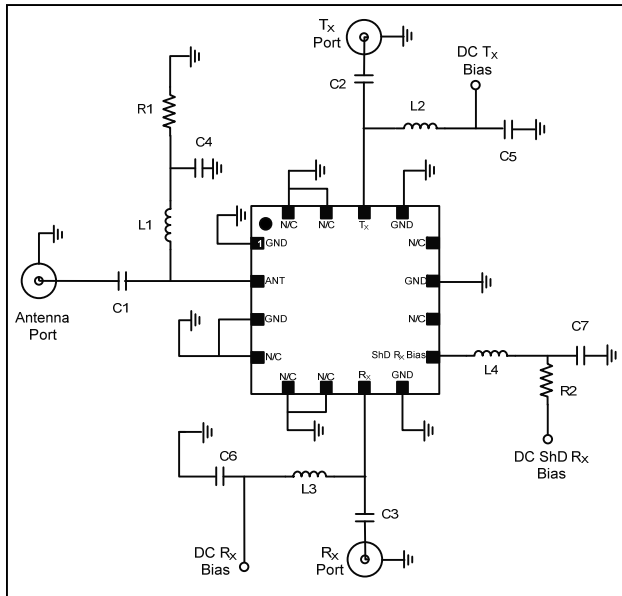 Tx
Port
DC Tx
Bias
C2
L2
C5
R1
C4
L1
N/C
N/C
Tx
GND
1
GND
N/C
ANT
GND
C1
Antenna
Port
GND
N/C
N/C
ShD Rx Bias
C7
N/C
N/C
Rx
GND
L4
R2
DC ShD Rx
Bias
C6
L3
C3
DC Rx
Bias
Rx
Port